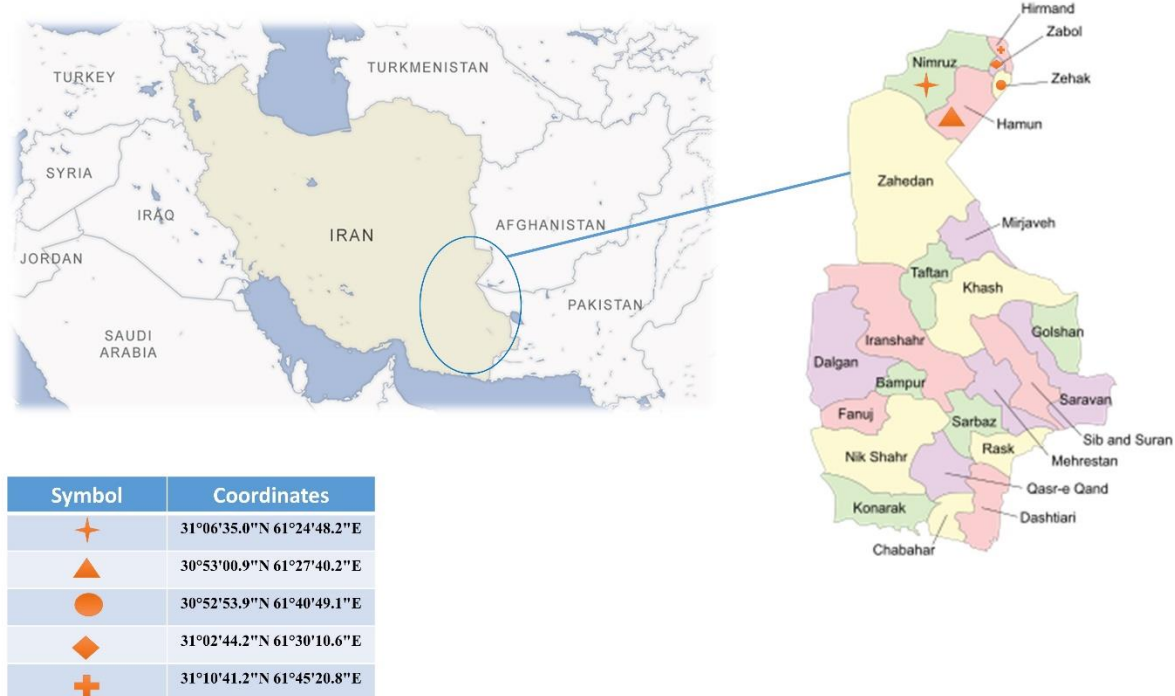 TURKEY
TURKMENISTAN
SYRIA
IRAQ
IRAN
AFGHANISTAN
JORDAN
PAKISTAN
SAUDI
ARABIA
Hirmand
Zabol
Nimruz
Zehak
Hamun
Zahedan
Mirjaveh
Taftan
Khash
Golshan
Iranshahr
Dalgan
Bampur
Saravan
Fanuj
Sarbaz
Sib and Suran
Rask
Nik Shahr
Mehrestan
Qasr-e Qand
Konarak
Dashtiari
Chabahar
Symbol Coordinates
31°06'35.0"N 61°24'48.2"E
30°53'00.9"N 61°27'40.2"E
30°52'53.9"N 61°40'49.1"E
31°02'44.2"N 61°30'10.6"E
31°10'41.2"N 61°45'20.8"E